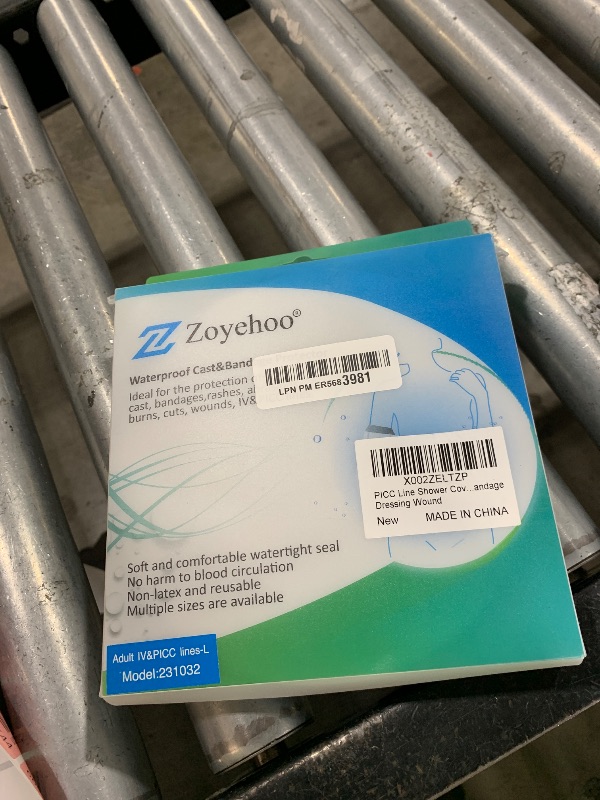 Zoyehoo®
Waterproof Cast&Band
Ideal for the protection
cast, bandages,rashes,
burns, cuts, wounds, IV&
LPN PM ER5683981
X002ZELTZP
PICC Line Shower Cov...andage
Dressing Wound
New MADE IN CHINA
Soft and comfortable watertight seal
No harm to blood circulation
Non-latex and reusable
Multiple sizes are available
Adult IV&PICC lines-L
Model:231032